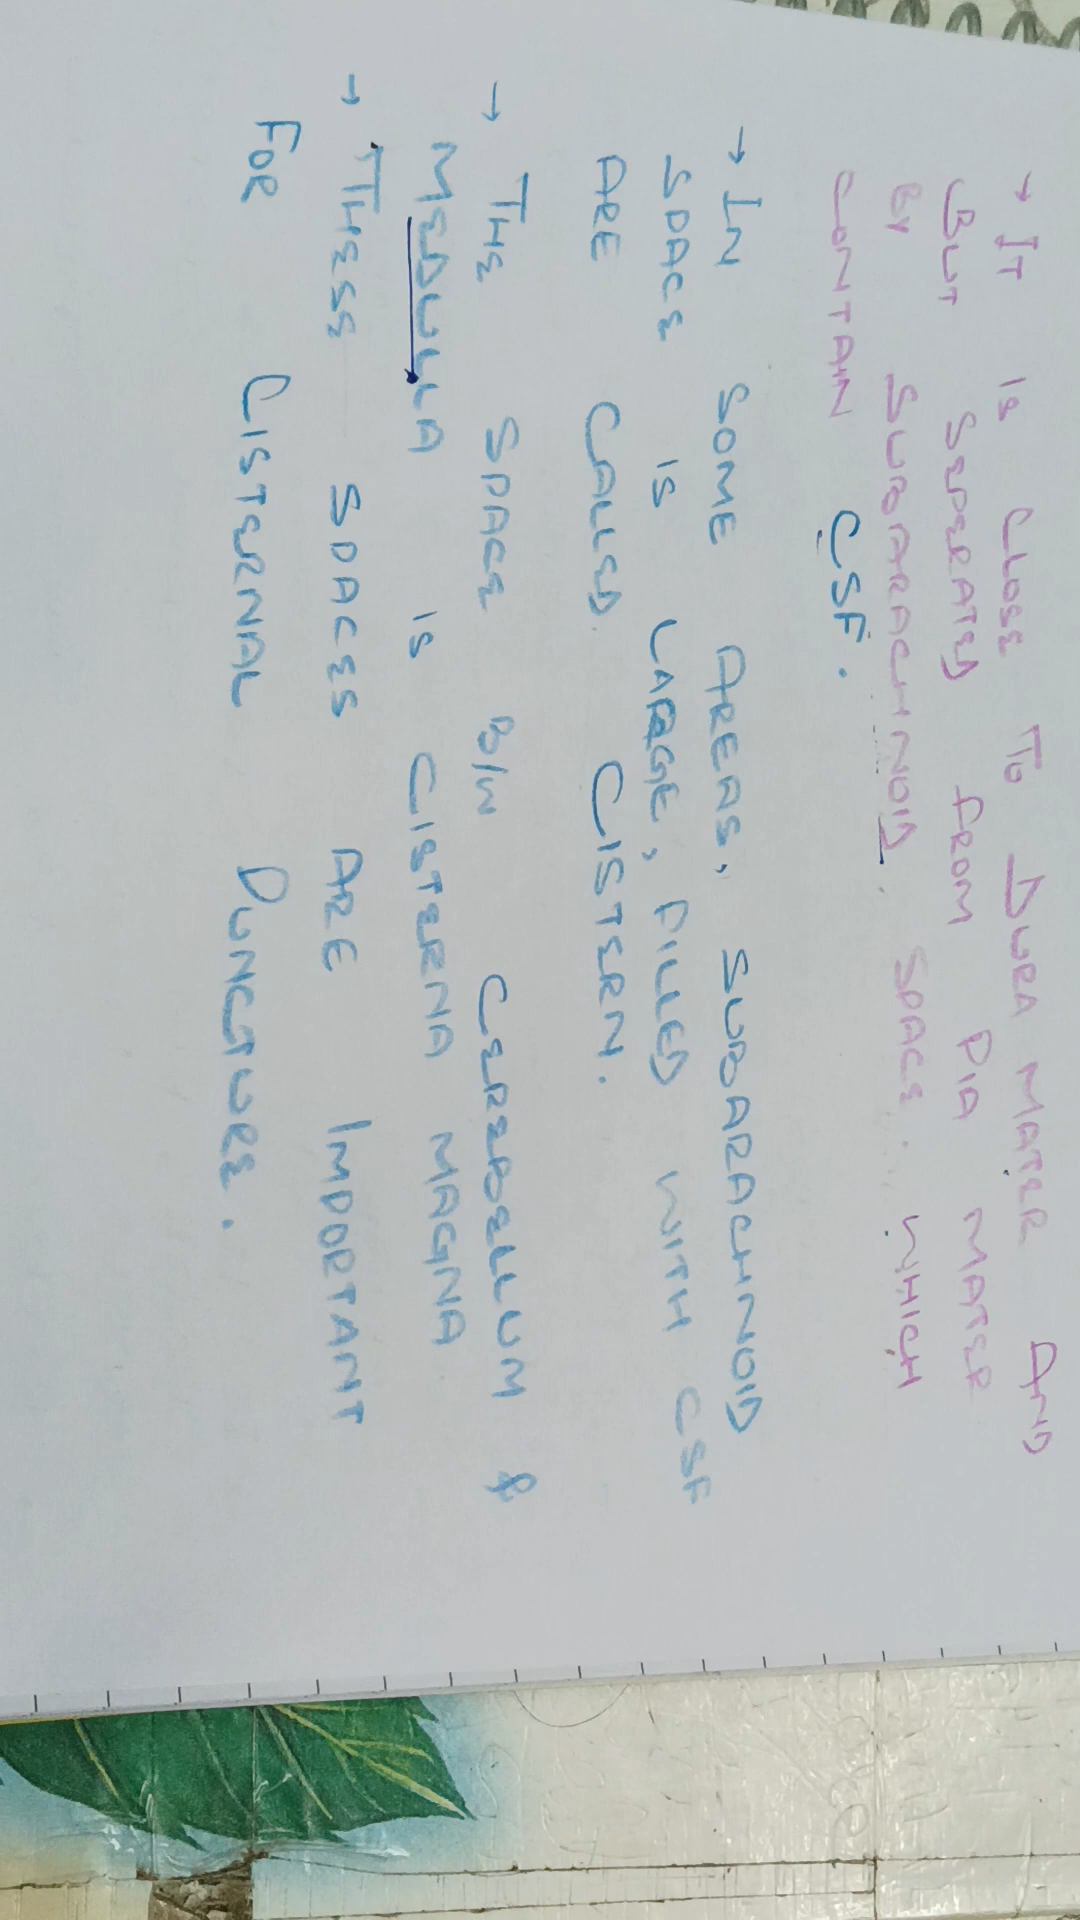 → IT IS CLOSE TO DURA MATER AND
BUT SEPERATED FROM PIA MATER
BY SUBARACHNOID SPACE. WHICH
CONTAIN CSF.
→ IN SOME AREAS, SUBARACHNOID
SPACE IS LARGE, FILLED WITH CSF
ARE CALLED CISTERN.
→ THE SPACE B/W CEREBELLUM &
MEDULLA IS CISTERNA MAGNA
→ THESE SPACES ARE IMPORTANT
FOR CISTERNAL PUNCTURE.